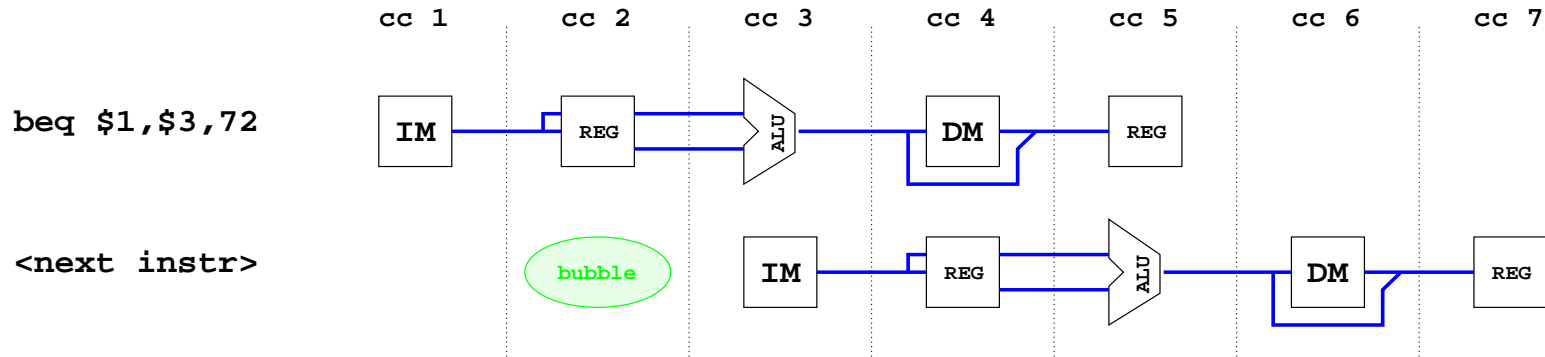 cc 1 cc 2 cc 3 cc 4 cc 5 cc 6 cc 7
beq $1,$3,72 IM REG ALU DM REG
<next instr> bubble IM REG ALU DM REG